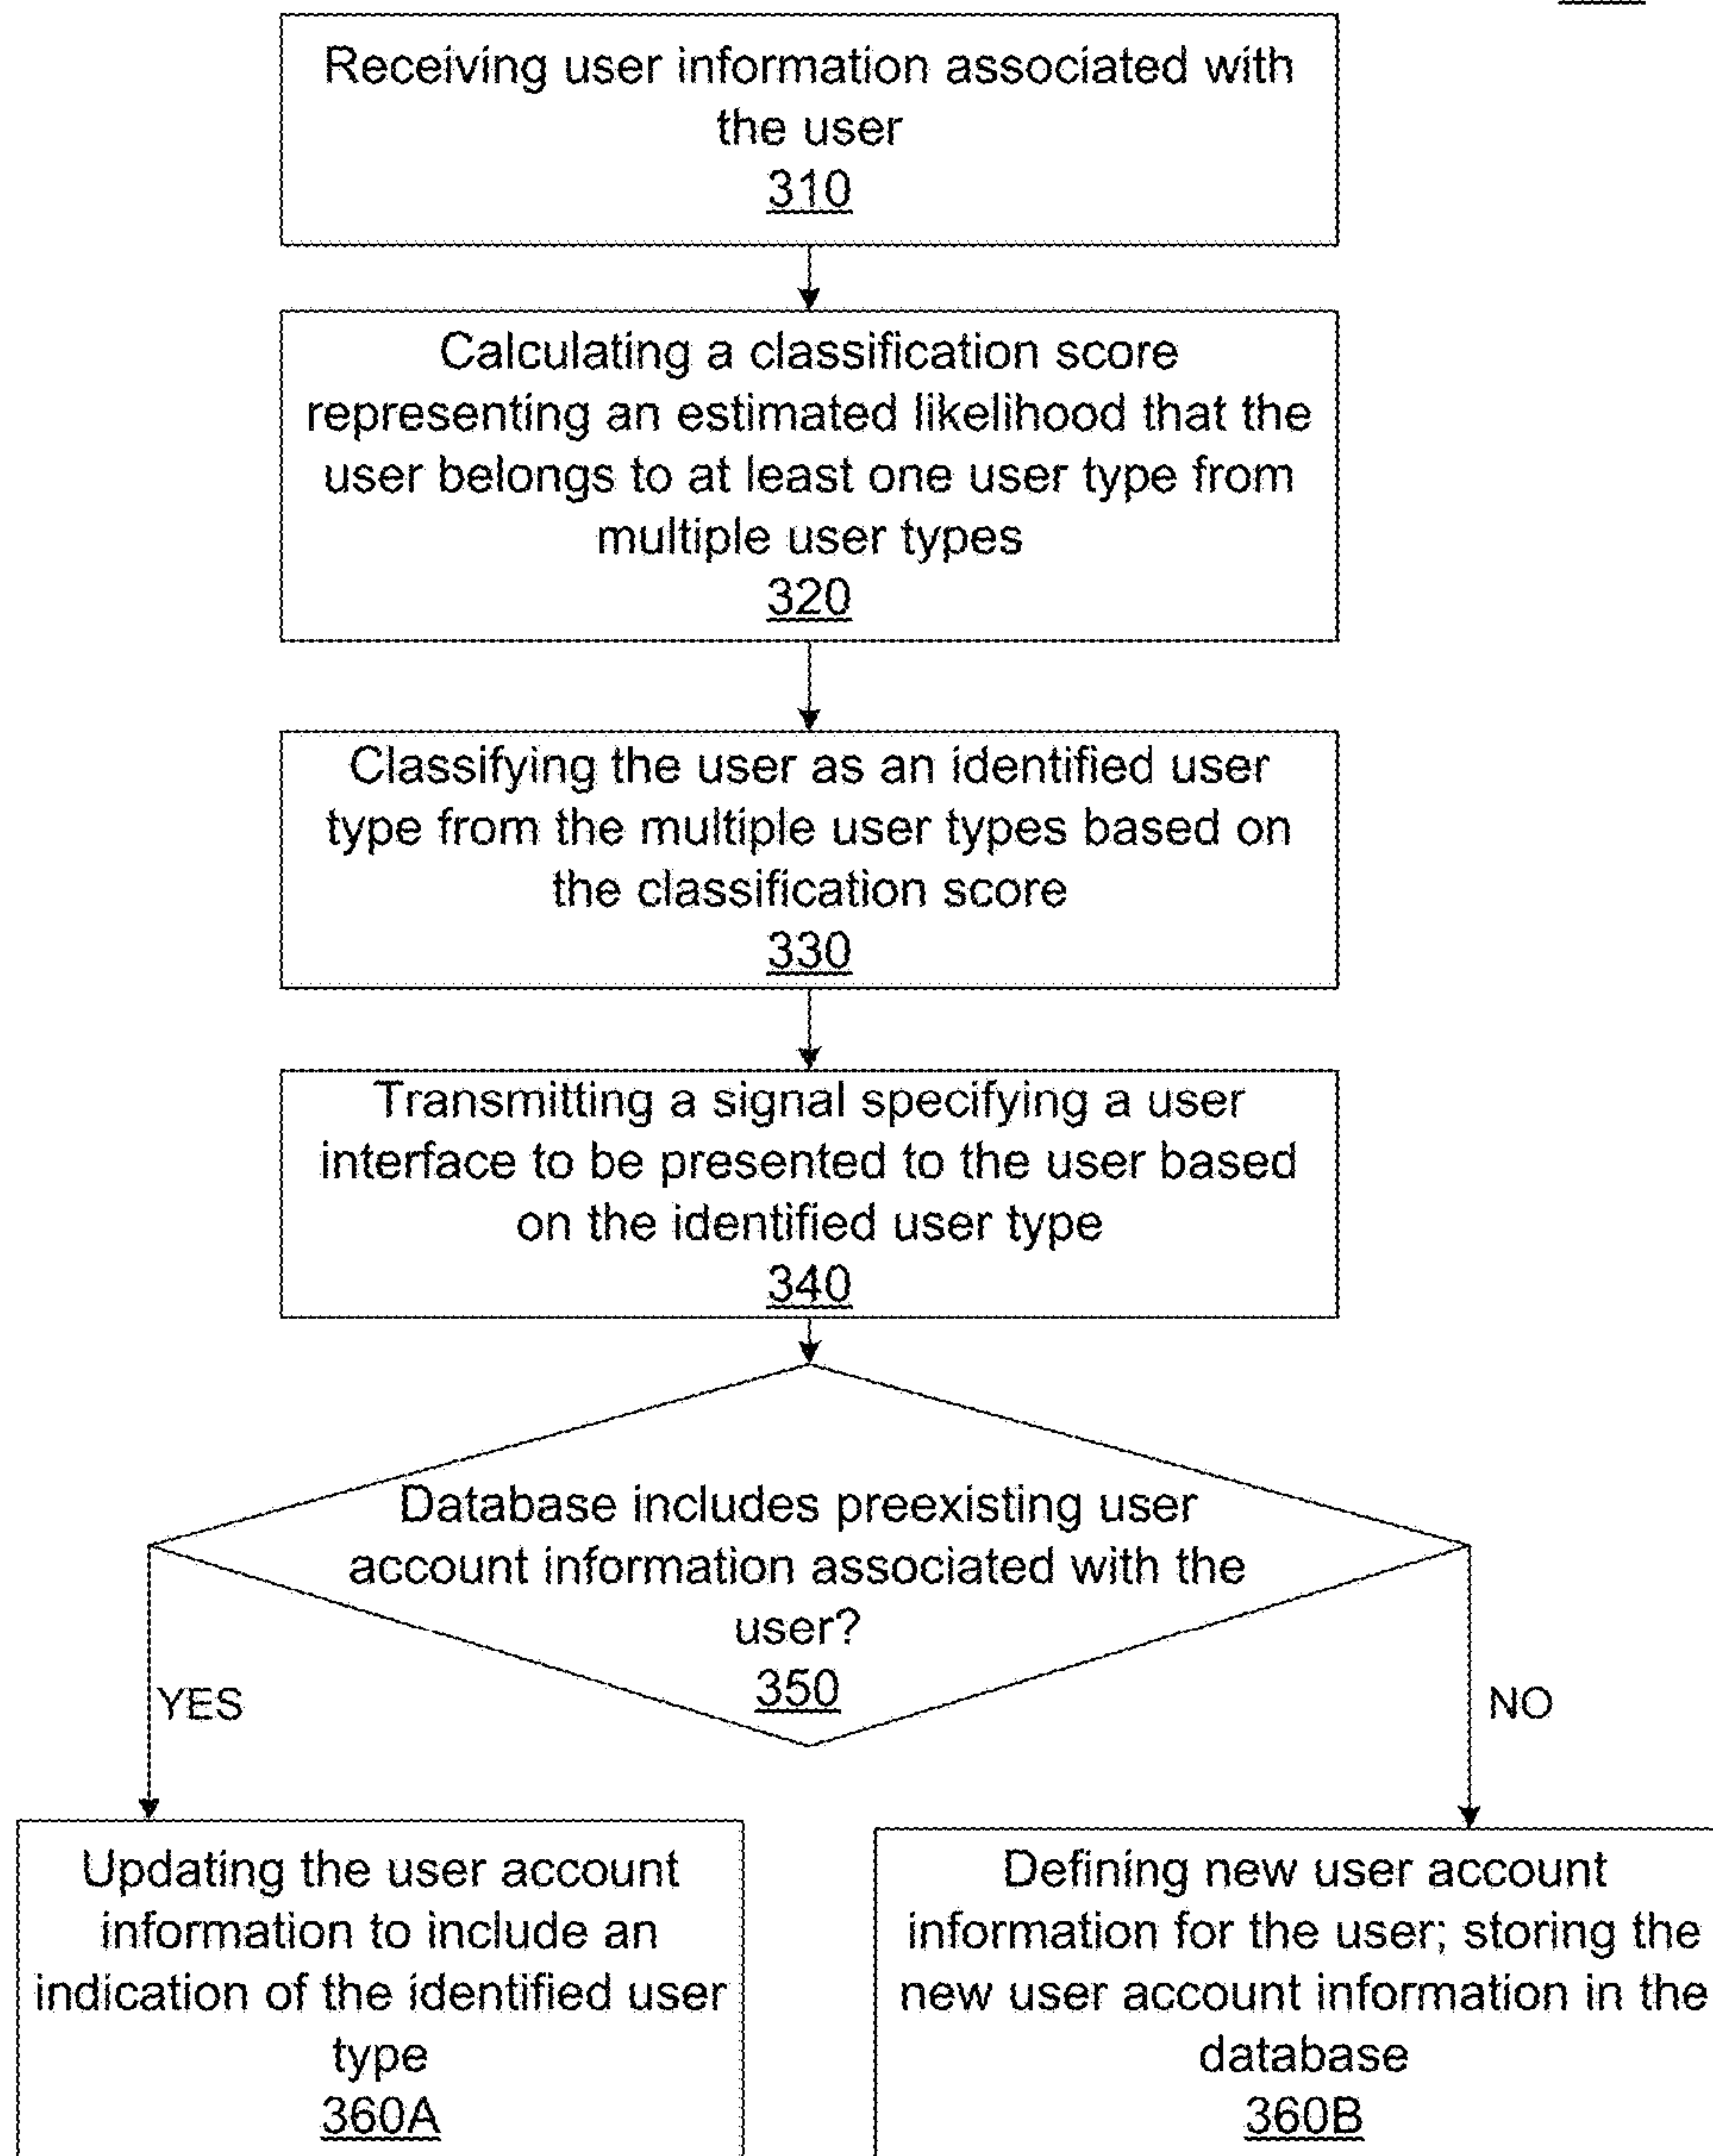 Receiving user information associated with
the user
310
Calculating a classification score
representing an estimated likelihood that the
user belongs to at least one user type from
multiple user types
320
Classifying the user as an identified user
type from the multiple user types based on
the classification score
330
Transmitting a signal specifying a user
interface to be presented to the user based
on the identified user type
340
Database includes preexisting user
account information associated with the
user?
350
YES
NO
Updating the user account
information to include an
indication of the identified user
type
360A
Defining new user account
information for the user; storing the
new user account information in the
database
360B